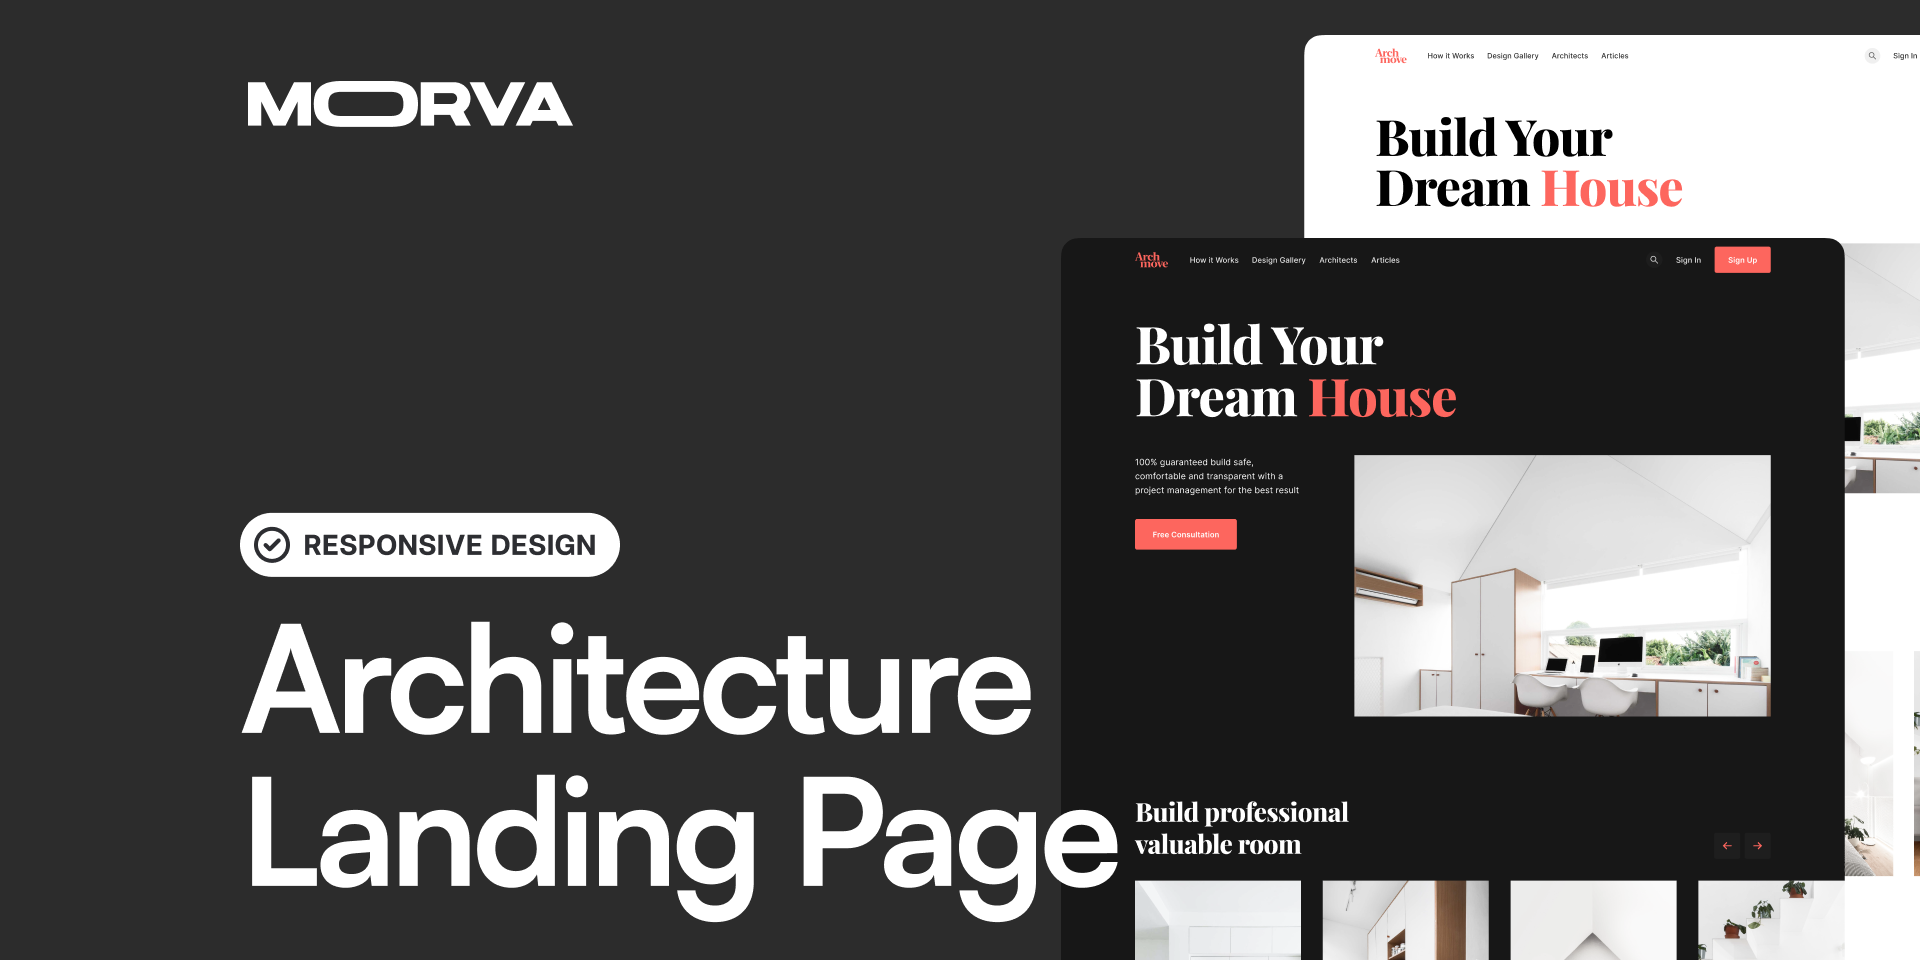 MORVA
RESPONSIVE DESIGN
Architecture
Landing Page
Arch
move
How it Works
Design Gallery
Architects
Articles
Sign In
Build Your
Dream House
Arch
move
How it Works
Design Gallery
Architects
Articles
Sign In
Sign Up
Build Your
Dream House
100% guaranteed build safe,
comfortable and transparent with a
project management for the best result
Free Consultation
Build professional
valuable room